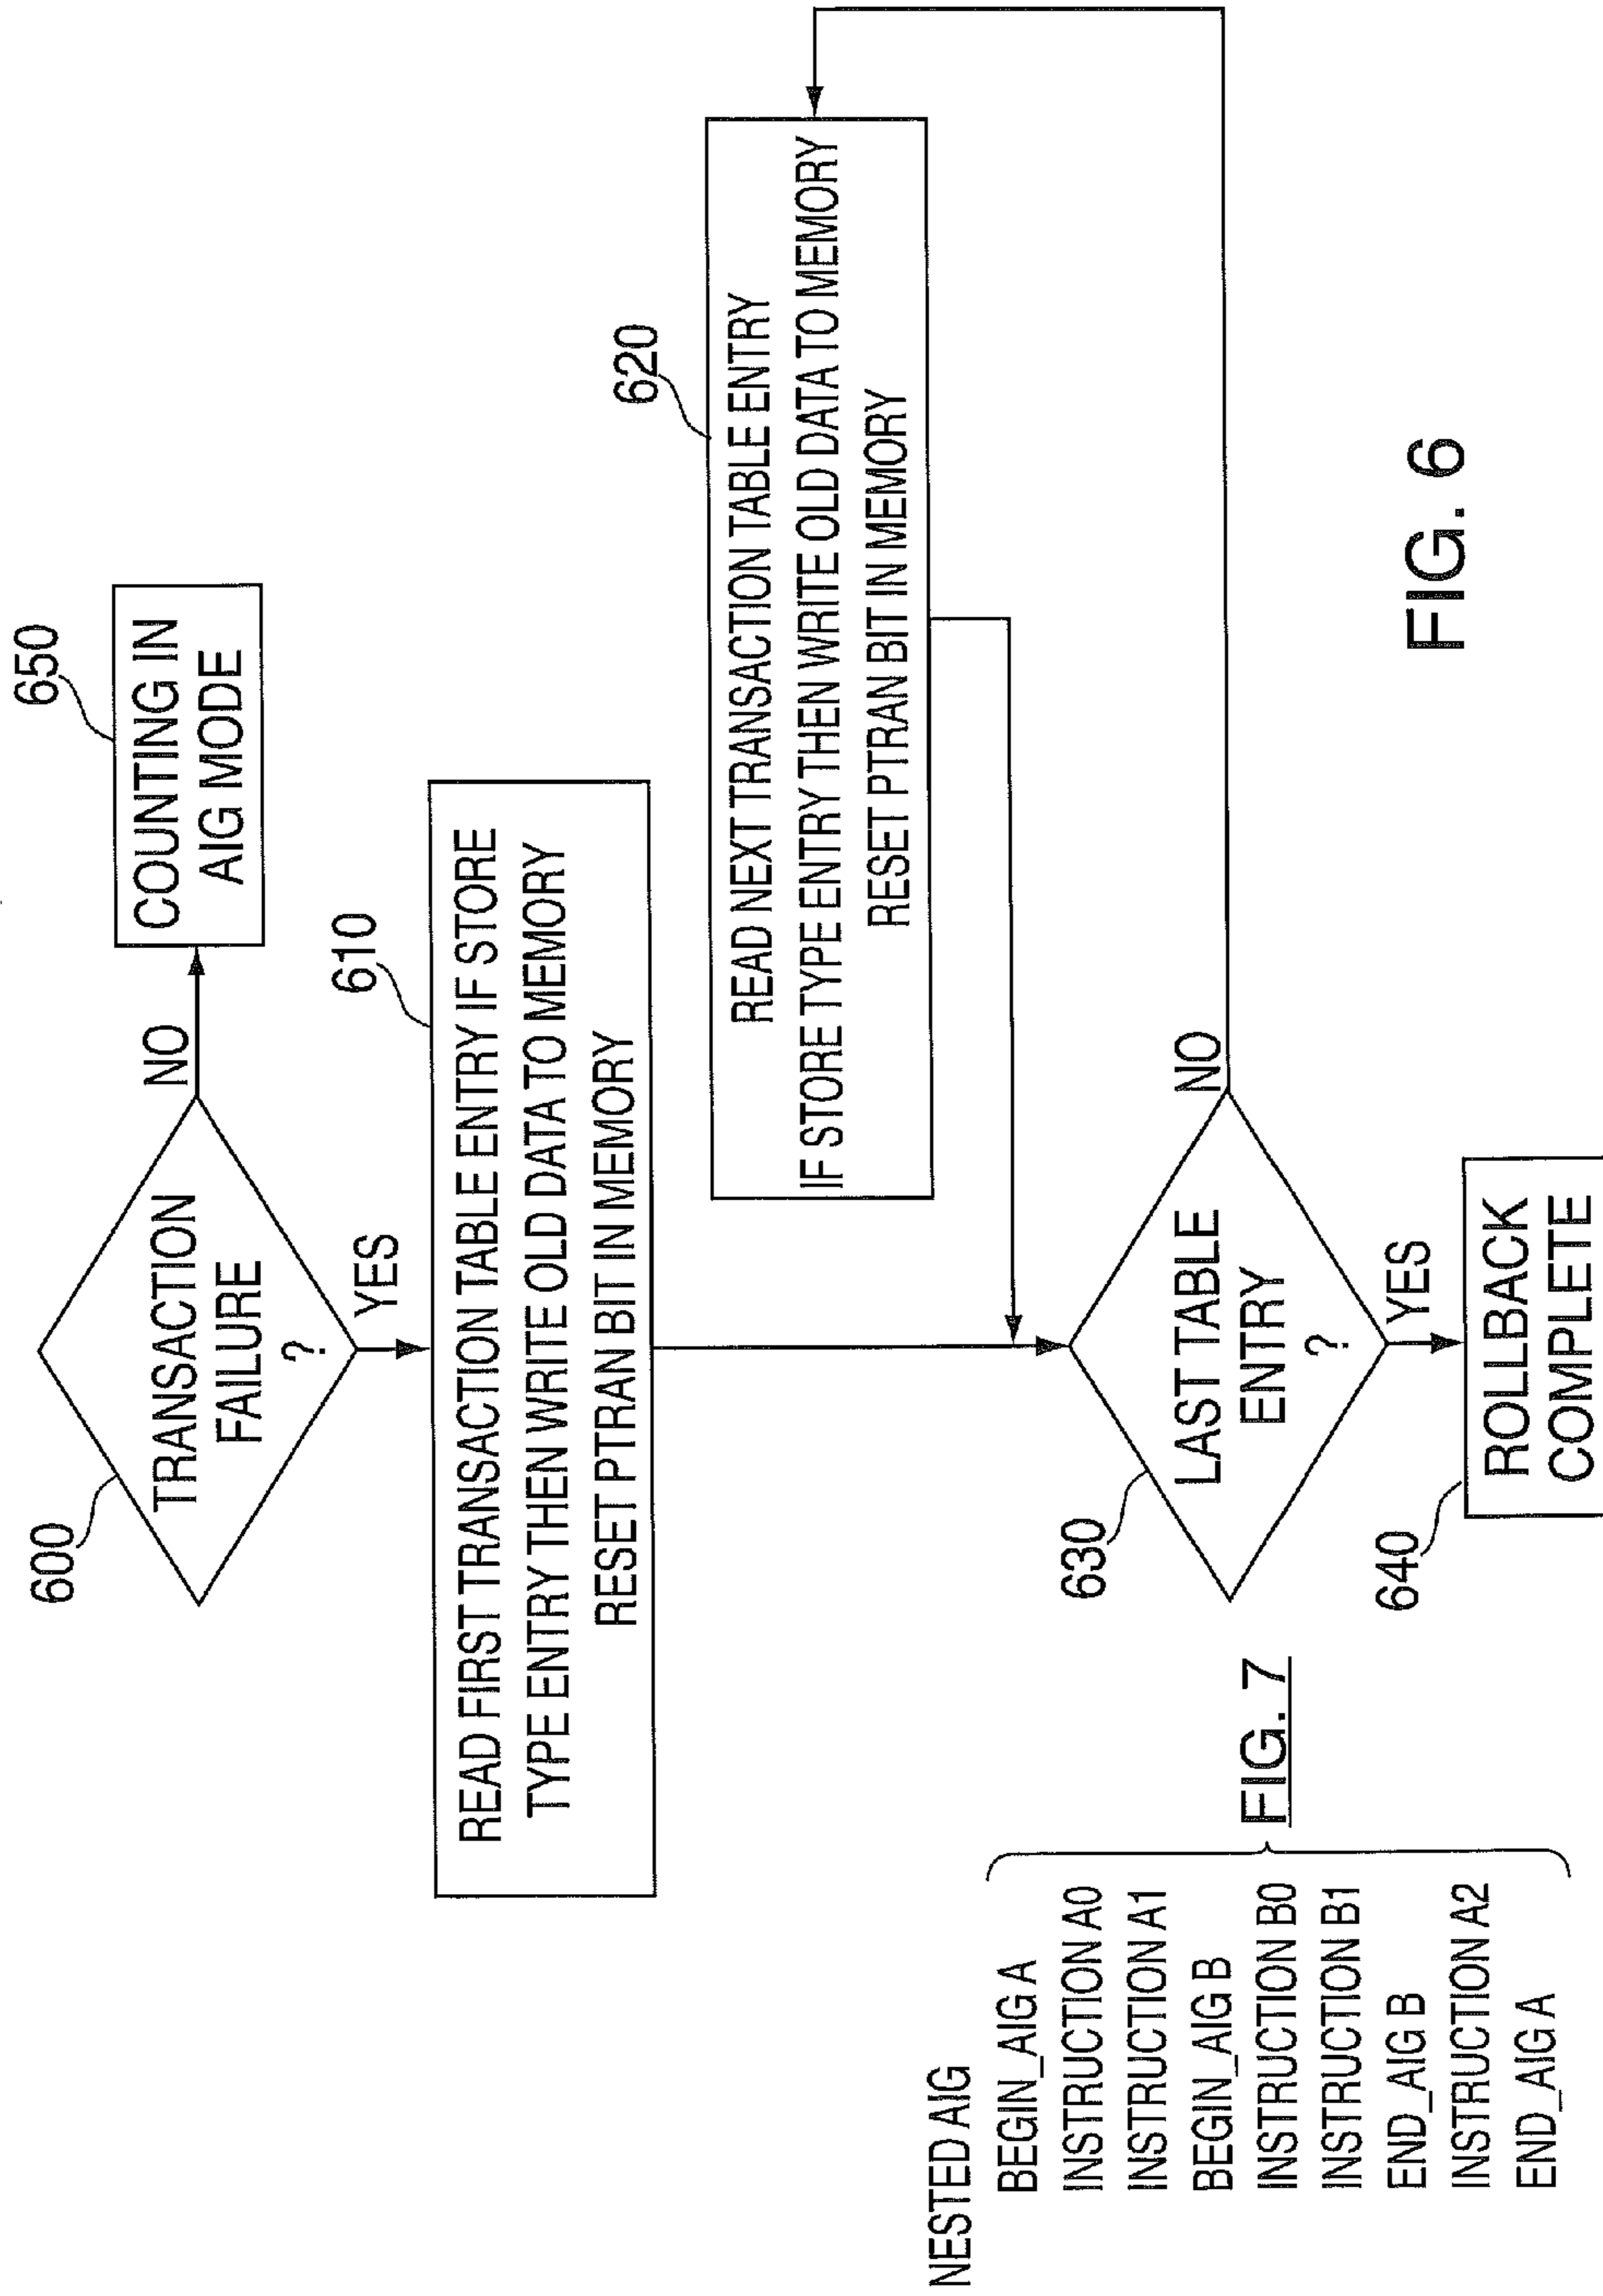 600
TRANSACTION
FAILURE
?
NO
650
COUNTING IN
AIG MODE
YES
610
READ FIRST TRANSACTION TABLE ENTRY IF STORE
TYPE ENTRY THEN WRITE OLD DATA TO MEMORY
RESET PTRAN BIT IN MEMORY
620
READ NEXT TRANSACTION TABLE ENTRY
IF STORE TYPE ENTRY THEN WRITE OLD DATA TO MEMORY
RESET PTRAN BIT IN MEMORY
630
LAST TABLE
ENTRY
?
NO
YES
640
ROLLBACK
COMPLETE
FIG. 6
NESTED AIG
BEGIN_AIG A
INSTRUCTION A0
INSTRUCTION A1
BEGIN_AIG B
INSTRUCTION B0
INSTRUCTION B1
END_AIG B
INSTRUCTION A2
END_AIG A
FIG. 7